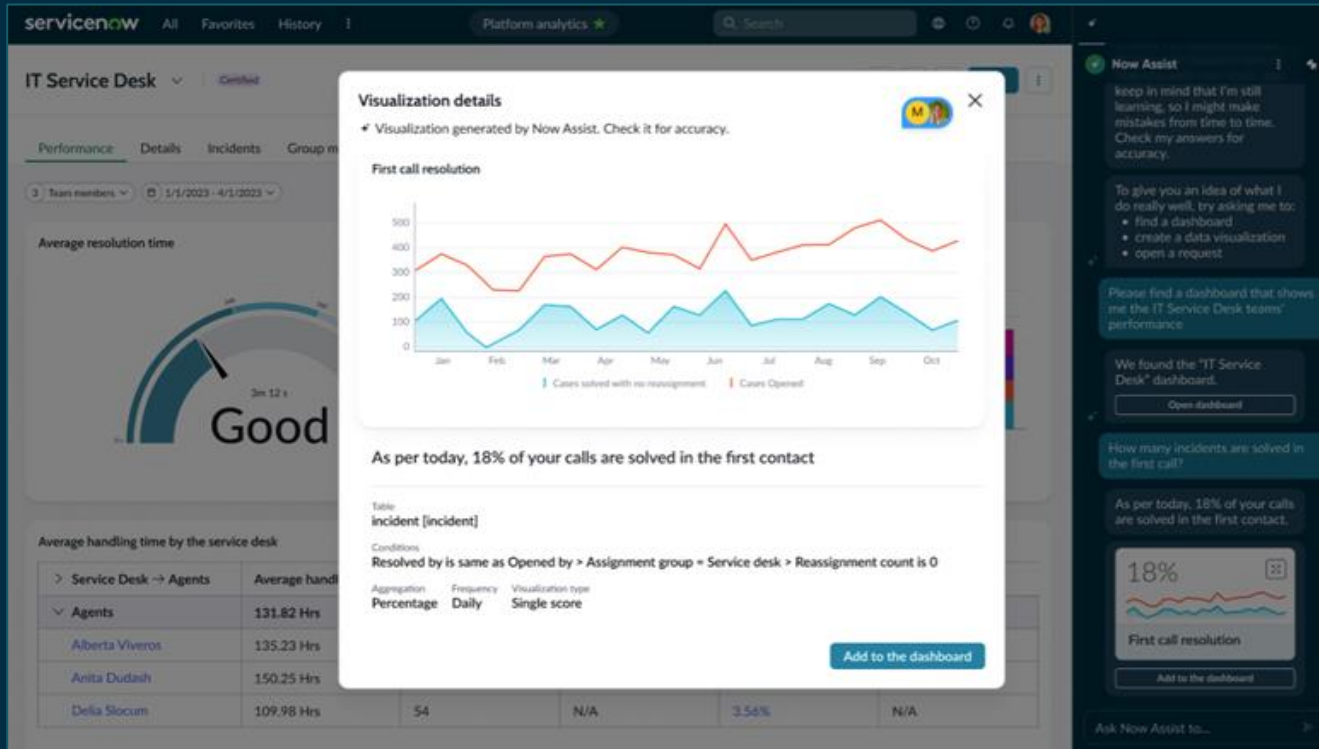 servicenow All Favorites History Platform analytics Search
IT Service Desk Certified
Performance Details Incidents Group m
3 Team members 1/1/2023 - 4/1/2023
Average resolution time
3m 12 s
Good
Average handling time by the service desk
Service Desk → Agents Average handl
Agents 131.82 Hrs
Alberta Viveros 135.23 Hrs
Anita Dudash 150.25 Hrs
Delia Slocum 109.98 Hrs 54 N/A 3.56% N/A
Visualization details
M
Visualization generated by Now Assist. Check it for accuracy.
First call resolution
500
400
300
200
100
0
Jan Feb Mar Apr May Jun Jul Aug Sep Oct
Cases solved with no reassignment Cases Opened
As per today, 18% of your calls are solved in the first contact
Table
incident [incident]
Conditions
Resolved by is same as Opened by > Assignment group = Service desk > Reassignment count is 0
Aggregation Frequency Visualization type
Percentage Daily Single score
Add to the dashboard
Now Assist
keep in mind that I'm still
learning, so I might make
mistakes from time to time.
Check my answers for
accuracy.
To give you an idea of what I
do really well, try asking me to:
• find a dashboard
• create a data visualization
• open a request
Please find a dashboard that shows
me the IT Service Desk teams'
performance
We found the "IT Service
Desk" dashboard.
Open dashboard
How many incidents are solved in
the first call?
As per today, 18% of your calls
are solved in the first contact.
18%
First call resolution
Add to the dashboard
Ask Now Assist to...